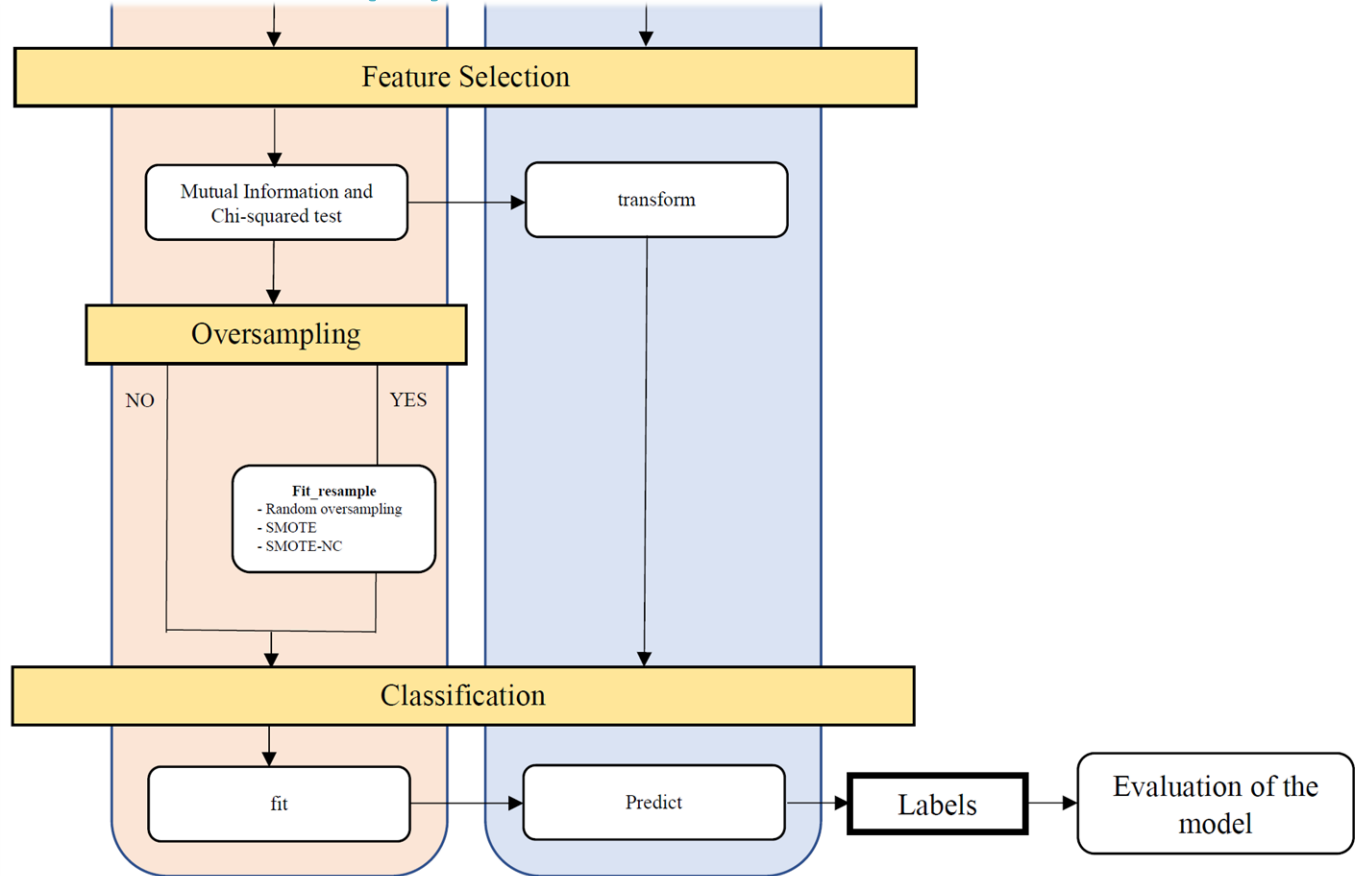 Feature Selection
Mutual Information and
Chi-squared test
transform
Oversampling
NO
YES
Fit_resample
- Random oversampling
- SMOTE
- SMOTE-NC
Classification
fit
Predict
Labels
Evaluation of the
model